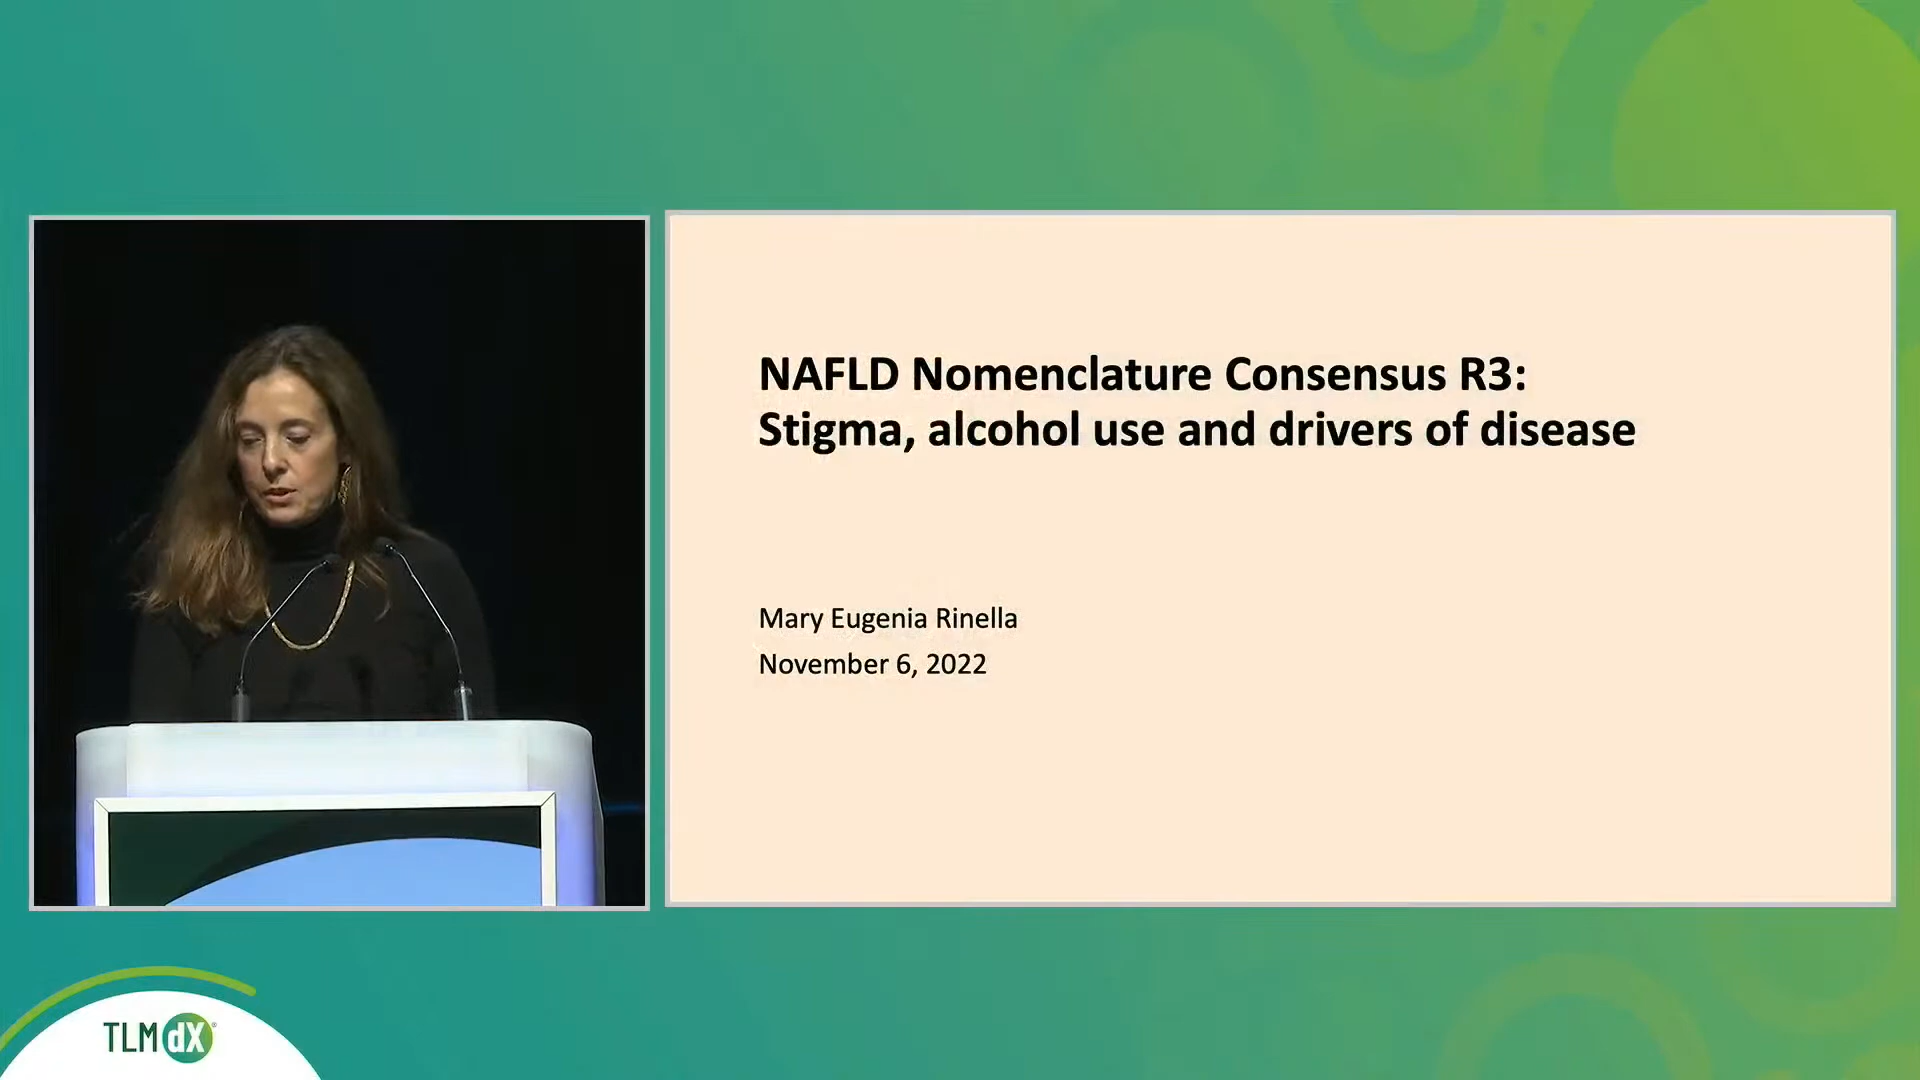 NAFLD Nomenclature Consensus R3:
Stigma, alcohol use and drivers of disease
Mary Eugenia Rinella
November 6, 2022
TLMdX®